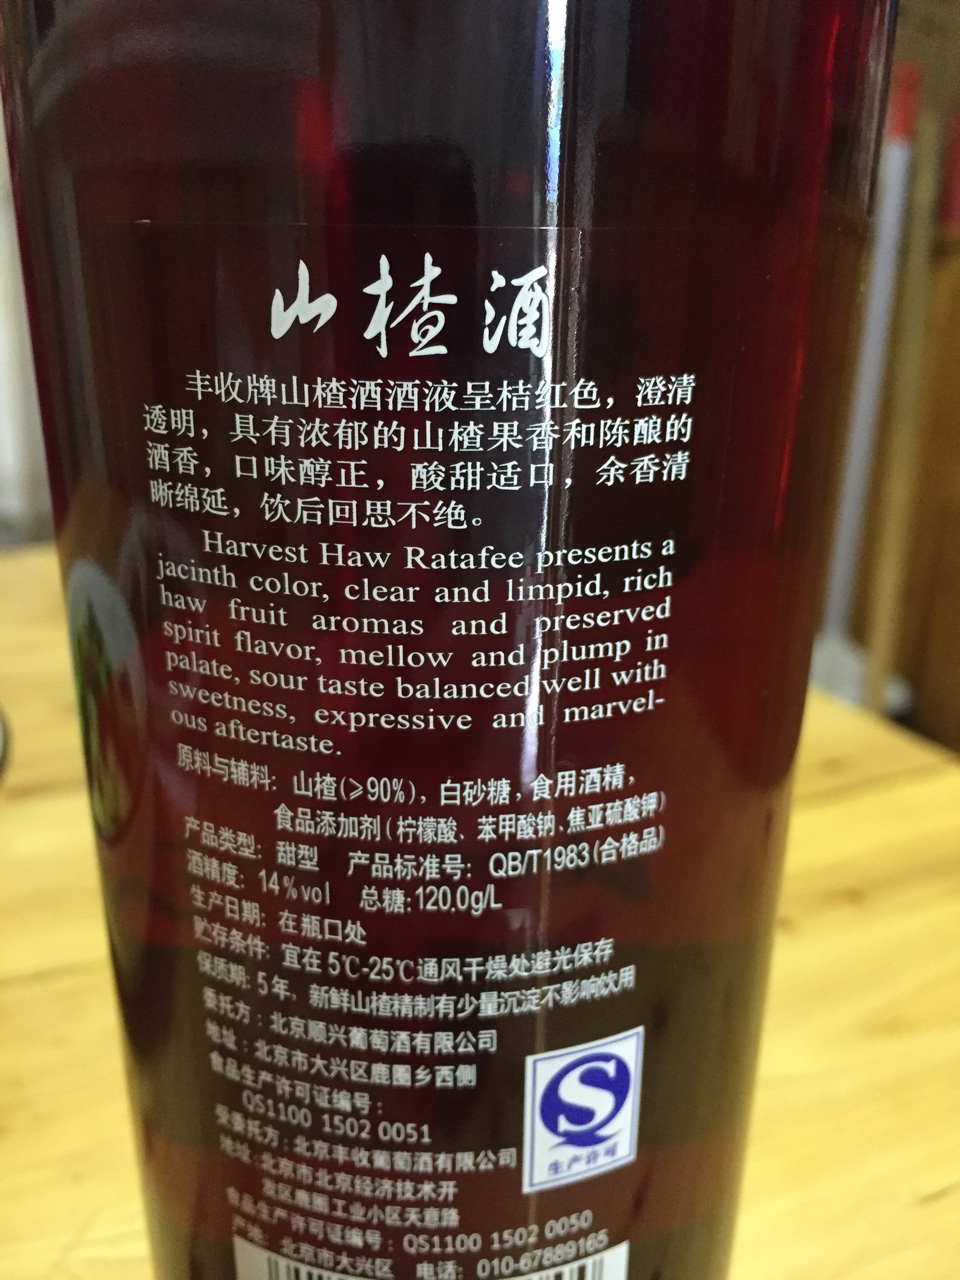 山楂酒
丰收牌山楂酒酒液呈桔红色，澄清
透明，具有浓郁的山楂果香和陈酿的
酒香，口味醇正，酸甜适口，余香清
晰绵延，饮后回思不绝。
Harvest Haw Ratafee presents a
jacinth color, clear and limpid, rich
haw fruit aromas and preserved
spirit flavor, mellow and plump in
palate, sour taste balanced well with
sweetness, expressive and marvel-
ous aftertaste.
原料与辅料：山楂(≥90%)，白砂糖，食用酒精，
食品添加剂(柠檬酸、苯甲酸钠、焦亚硫酸钾)
产品类型：甜型 产品标准号：QB/T1983(合格品)
酒精度：14%vol 总糖:120.0g/L
生产日期：在瓶口处
贮存条件：宜在5℃-25℃通风干燥处避光保存
保质期：5年，新鲜山楂精制有少量沉淀不影响饮用
委托方：北京顺兴葡萄酒有限公司
地址：北京市大兴区鹿圈乡西侧
食品生产许可证编号：
QS1100 1502 0051
受委托方：北京丰收葡萄酒有限公司
地址：北京市北京经济技术开
发区鹿圈工业小区天意路
食品生产许可证编号：QS1100 1502 0050
产地：北京市大兴区 电话：010-67889165
生产许可